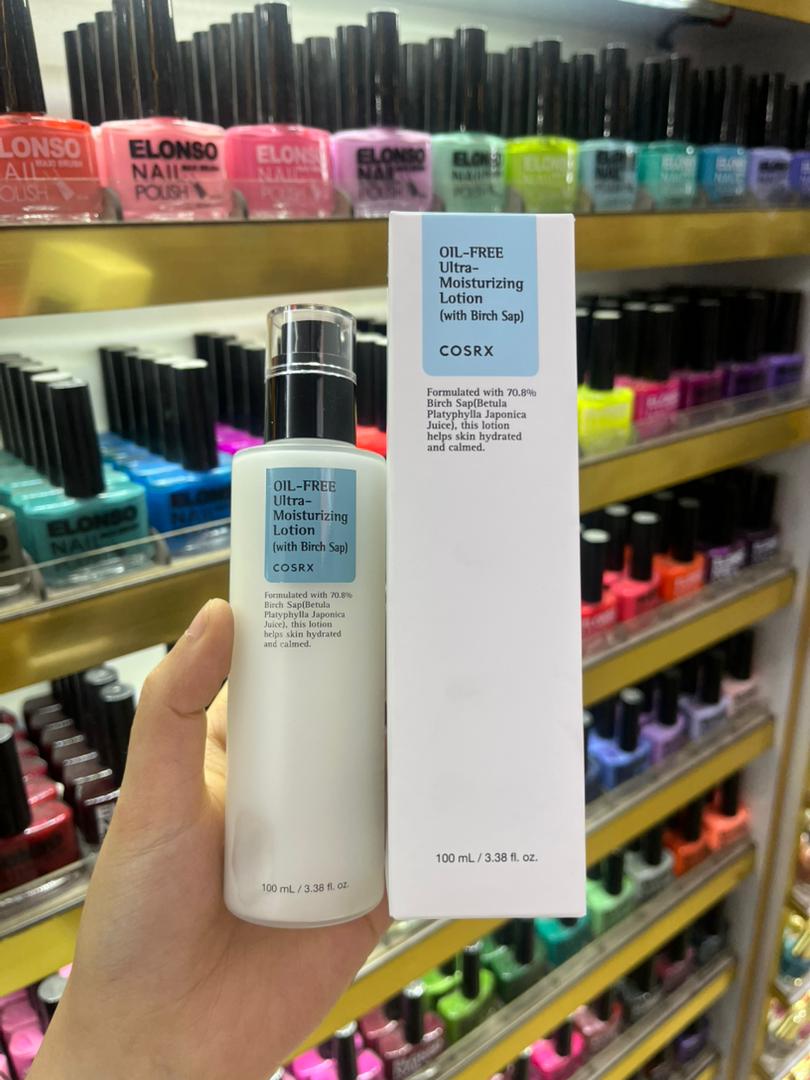 LONSO
NAIL
POLISH
ELONSO
NAIL
POLISH
ELONSO
NAIL
POLISH
ELONSO
NAIL
POLISH
ELONSO
NAIL
ELONSO
NAIL
OIL-FREE
Ultra-
Moisturizing
Lotion
(with Birch Sap)
COSRX
Formulated with 70.8%
Birch Sap(Betula
Platyphylla Japonica
Juice), this lotion
helps skin hydrated
and calmed.
100 mL / 3.38 fl. oz.
OIL-FREE
Ultra-
Moisturizing
Lotion
(with Birch Sap)
COSRX
Formulated with 70.8%
Birch Sap(Betula
Platyphylla Japonica
Juice), this lotion
helps skin hydrated
and calmed.
100 mL / 3.38 fl. oz.